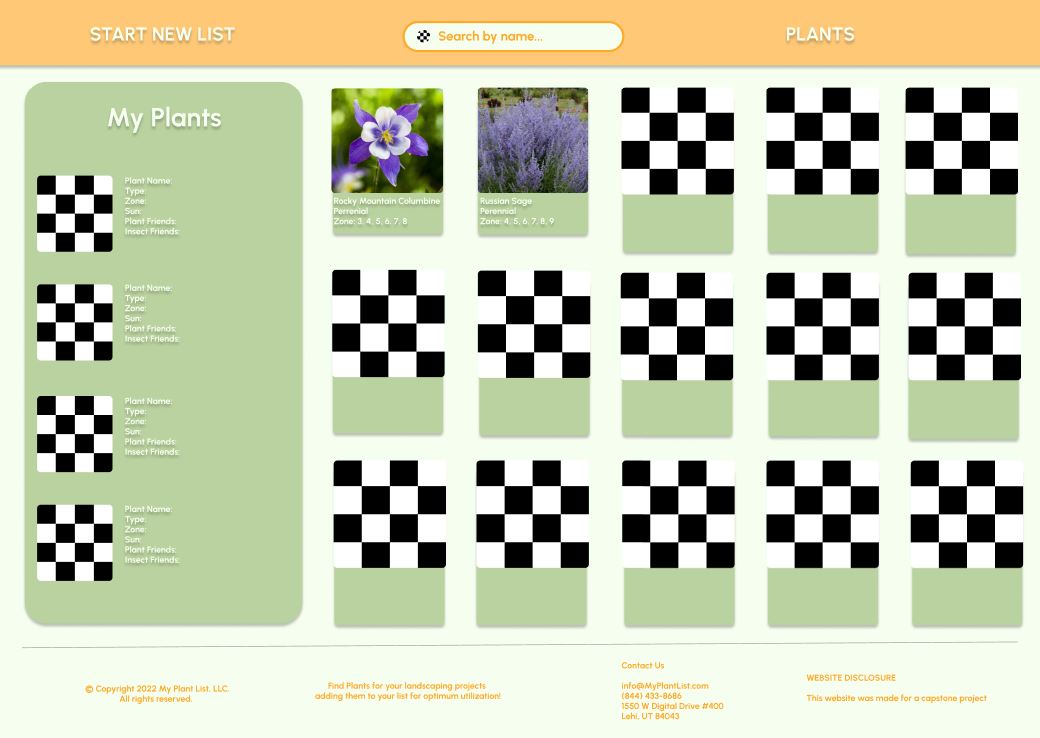 START NEW LIST
Search by name...
PLANTS
My Plants
Plant Name:
Type:
Zone:
Sun:
Plant Friends:
Insect Friends:
Plant Name:
Type:
Zone:
Sun:
Plant Friends:
Insect Friends:
Plant Name:
Type:
Zone:
Sun:
Plant Friends:
Insect Friends:
Plant Name:
Type:
Zone:
Sun:
Plant Friends:
Insect Friends:
Rocky Mountain Columbine
Perrenial
Zone: 3, 4, 5, 6, 7, 8
Russian Sage
Perennial
Zone: 4, 5, 6, 7, 8, 9
© Copyright 2022 My Plant List, LLC.
All rights reserved.
Find Plants for your landscaping projects
adding them to your list for optimum utilization!
Contact Us
info@MyPlantList.com
(844) 433-8686
1550 W Digital Drive #400
Lehi, UT 84043
WEBSITE DISCLOSURE
This website was made for a capstone project